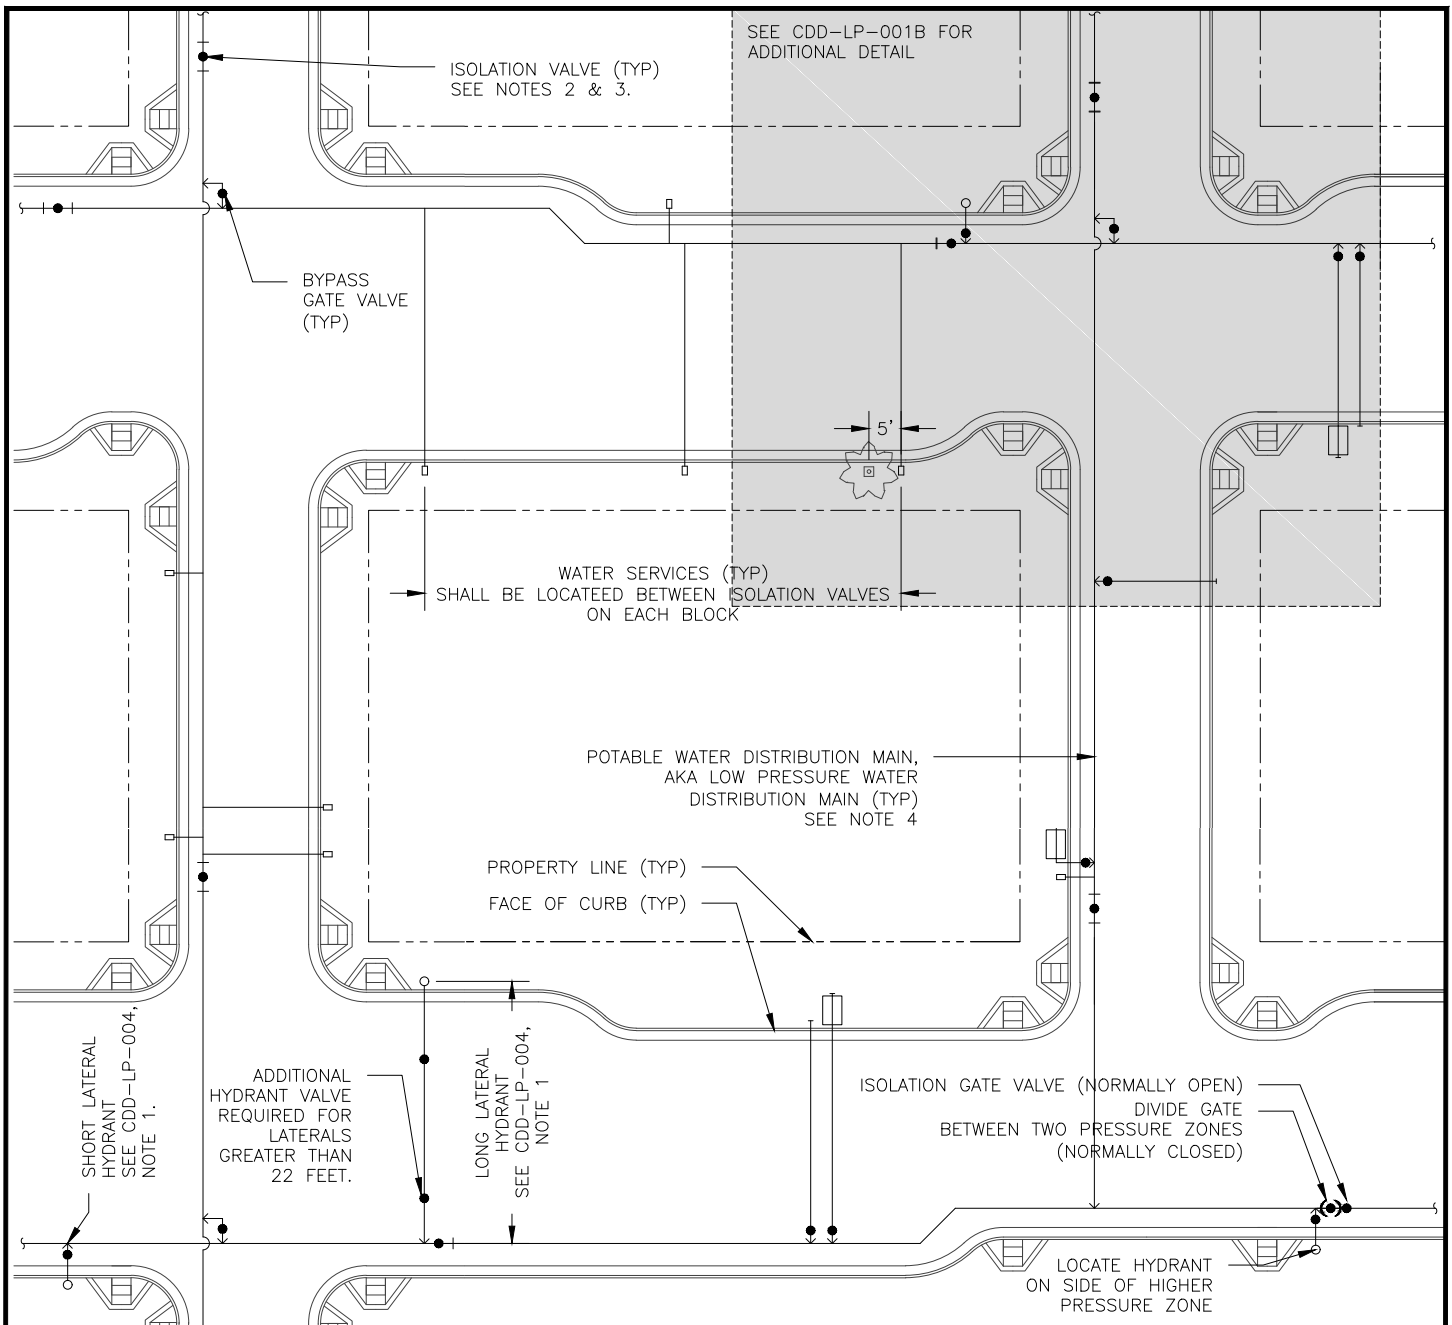 SEE CDD-LP-001B FOR
ADDITIONAL DETAIL
ISOLATION VALVE (TYP)
SEE NOTES 2 & 3.
BYPASS
GATE VALVE
(TYP)
5'
WATER SERVICES (TYP)
SHALL BE LOCATEED BETWEEN ISOLATION VALVES
ON EACH BLOCK
POTABLE WATER DISTRIBUTION MAIN,
AKA LOW PRESSURE WATER
DISTRIBUTION MAIN (TYP)
SEE NOTE 4
PROPERTY LINE (TYP)
FACE OF CURB (TYP)
SHORT LATERAL
HYDRANT
SEE CDD-LP-004,
NOTE 1.
ADDITIONAL
HYDRANT VALVE
REQUIRED FOR
LATERALS
GREATER THAN
22 FEET.
LONG LATERAL
HYDRANT
SEE CDD-LP-004,
NOTE 1
ISOLATION GATE VALVE (NORMALLY OPEN)
DIVIDE GATE
BETWEEN TWO PRESSURE ZONES
(NORMALLY CLOSED)
LOCATE HYDRANT
ON SIDE OF HIGHER
PRESSURE ZONE